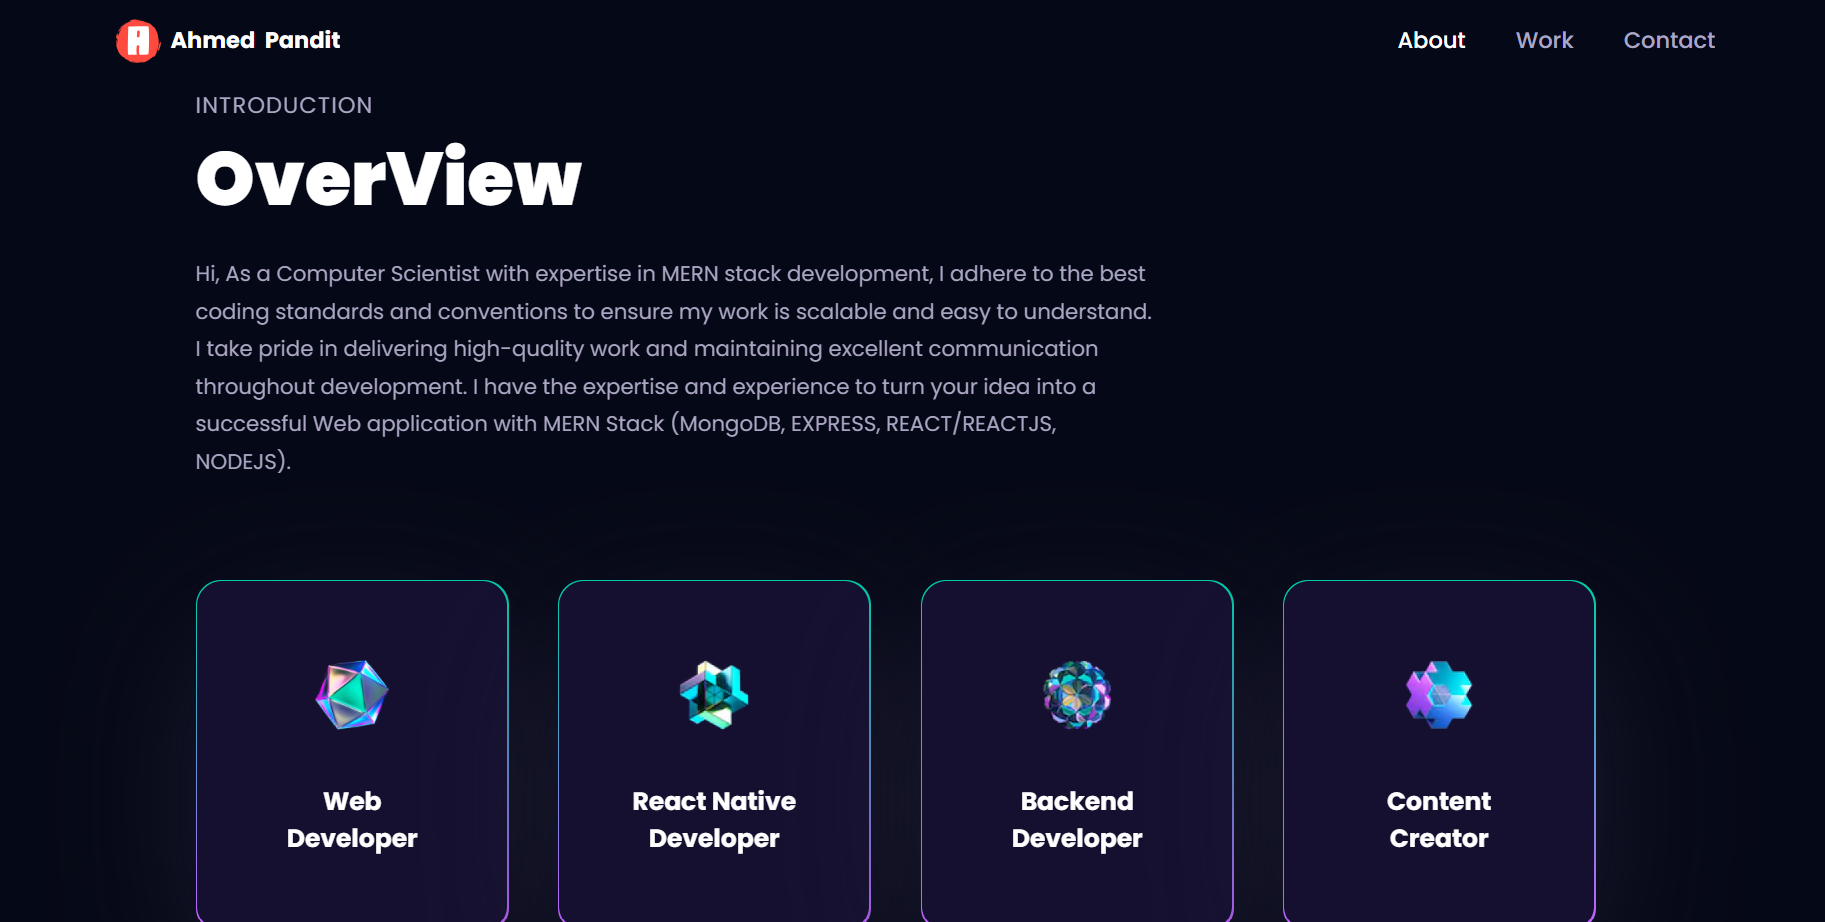 A Ahmed Pandit
About Work Contact
INTRODUCTION
OverView
Hi, As a Computer Scientist with expertise in MERN stack development, I adhere to the best
coding standards and conventions to ensure my work is scalable and easy to understand.
I take pride in delivering high-quality work and maintaining excellent communication
throughout development. I have the expertise and experience to turn your idea into a
successful Web application with MERN Stack (MongoDB, EXPRESS, REACT/REACTJS,
NODEJS).
Web
Developer
React Native
Developer
Backend
Developer
Content
Creator